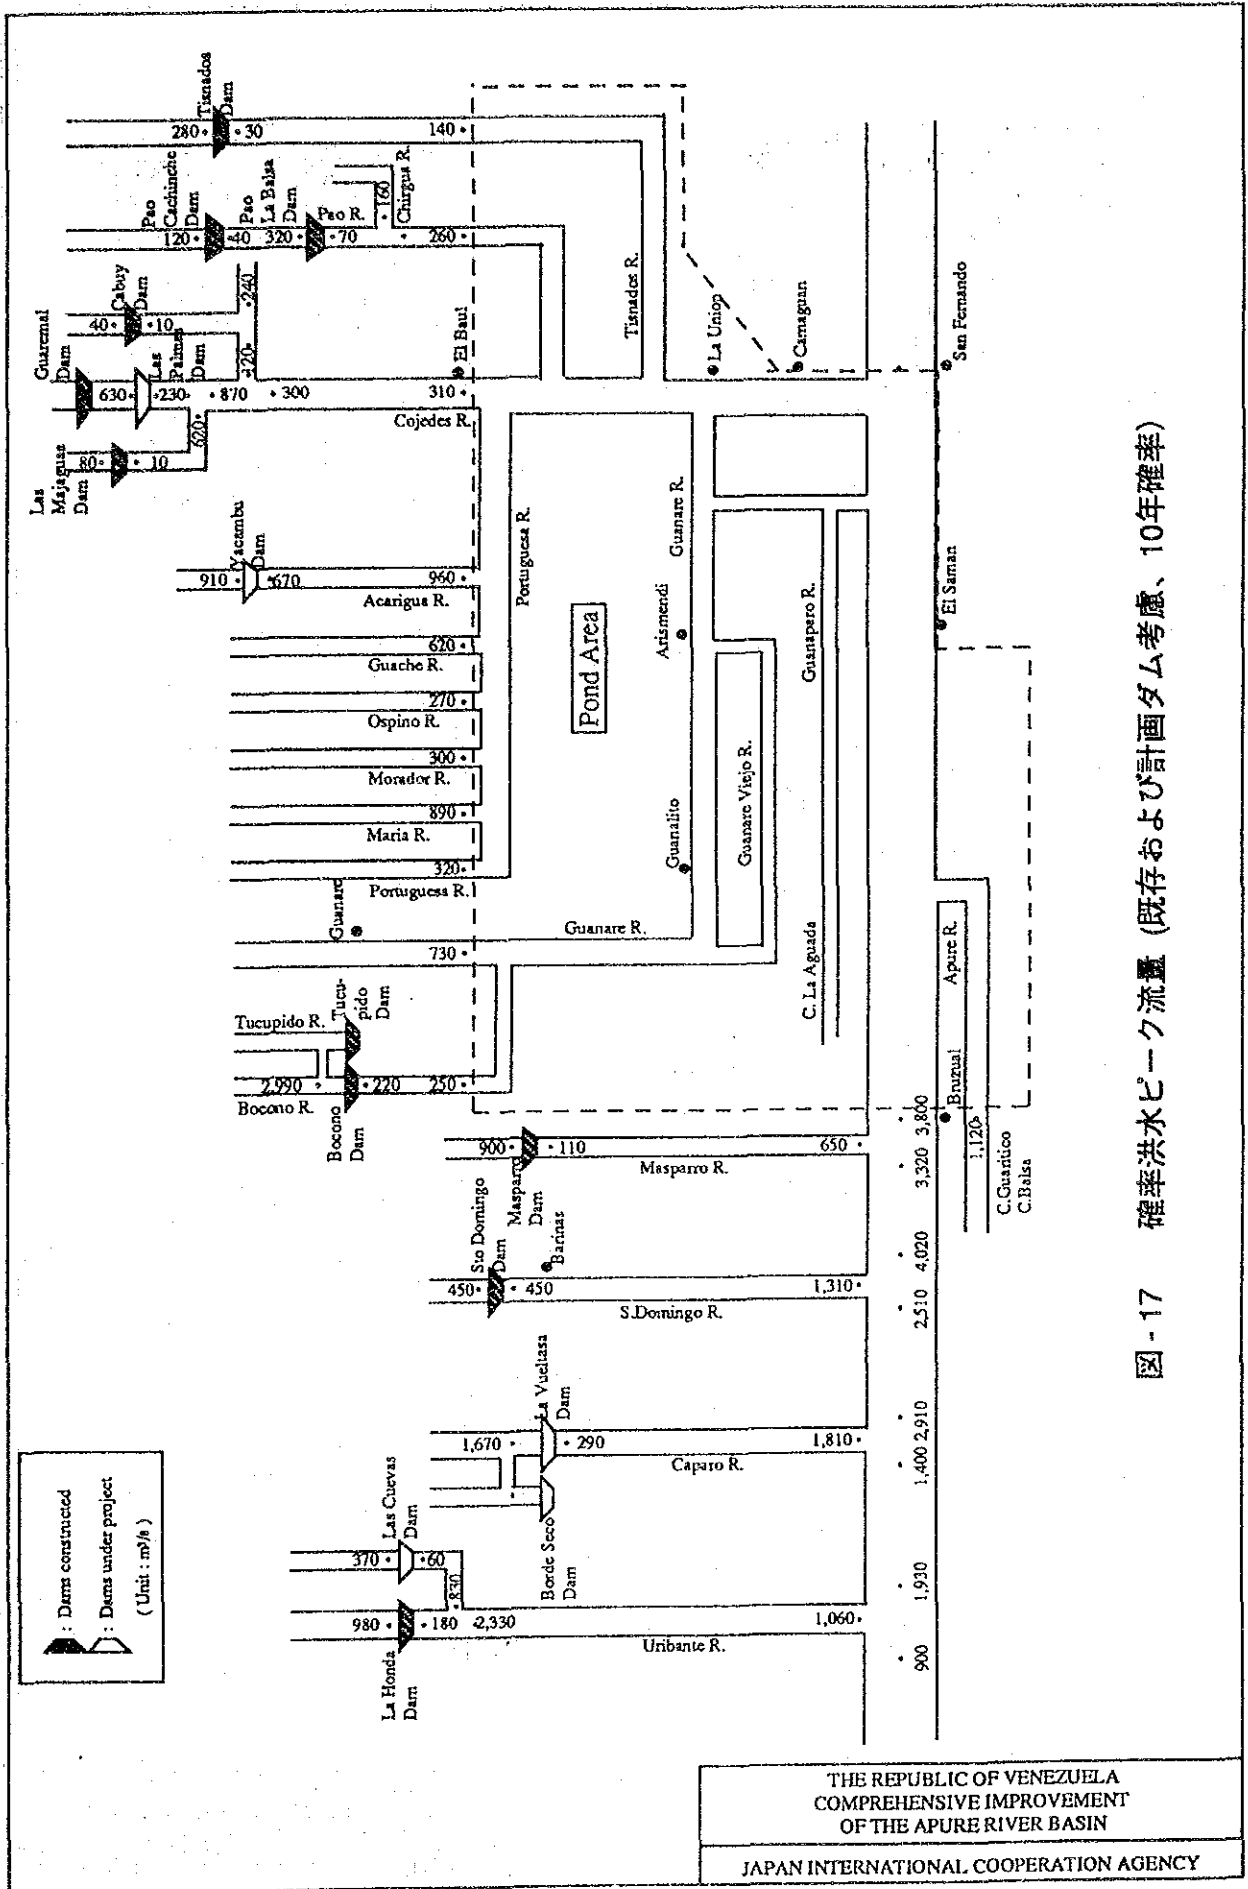 : Dams constructed
: Dams under project
( Unit : m³/s )
Las
Majaguas
Dam
80
10
620
Guaremal
Dam
630
230
Las
Palmas
Dam
870
300
310
Cojedes R.
El Baul
Cabuy
Dam
40
10
120
240
Pao
Cachinche
Dam
120
40
Pao
La Balsa
Dam
320
70
Pao R.
160
Chirgua R.
260
Tisnados
Dam
280
30
140
Tisnados R.
Yacambu
Dam
910
670
960
Acarigua R.
620
Guache R.
270
Ospino R.
300
Morador R.
890
Maria R.
320
Portuguesa R.
Portuguesa R.
Guanare
730
Guanare R.
Tucupido R.
Tucu-
pido
Dam
2,990
Bocono R.
Bocono
Dam
220
250
Pond Area
Guanalito
Arismendi
Guanare R.
La Union
Camaguan
San Fernando
Guanare Viejo R.
C. La Aguada
Guanaparo R.
El Saman
Masparro
Dam
900
110
Masparro R.
650
Sto Domingo
Dam
Barinas
450
450
S.Domingo R.
1,310
La Vueltasa
Dam
1,670
290
Caparo R.
1,810
Borde Seco
Dam
Las Cuevas
Dam
370
60
830
La Honda
Dam
980
180
2,330
Uribante R.
1,060
900
1,930
1,400
2,910
2,510
4,020
3,320
3,800
Bruzual
Apure R.
1,120
C.Guaritico
C.Balsa
図 - 17 確率洪水ピーク流量 (既存および計画ダム考慮、10年確率)
THE REPUBLIC OF VENEZUELA
COMPREHENSIVE IMPROVEMENT
OF THE APURE RIVER BASIN
JAPAN INTERNATIONAL COOPERATION AGENCY